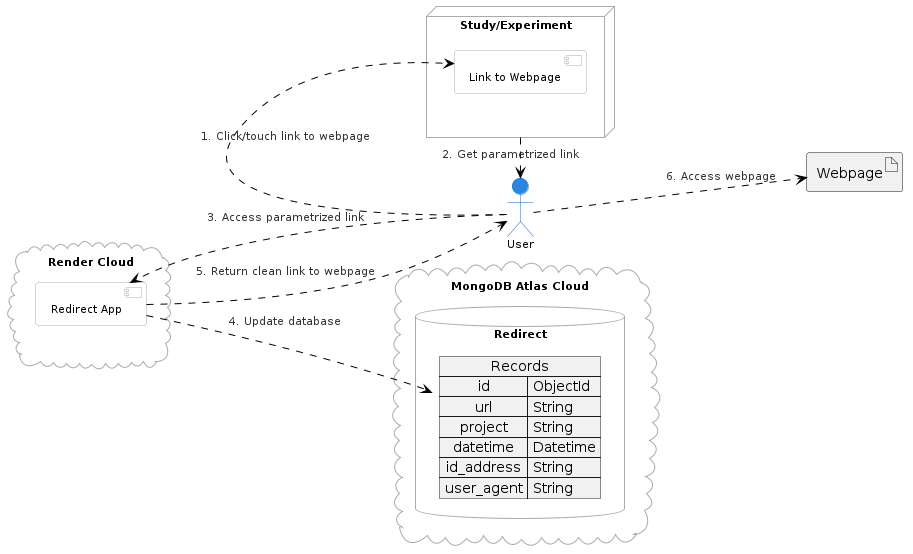 Study/Experiment
Link to Webpage
1. Click/touch link to webpage
2. Get parametrized link
6. Access webpage
Webpage
3. Access parametrized link
User
Render Cloud
5. Return clean link to webpage
Redirect App
4. Update database
MongoDB Atlas Cloud
Redirect
Records
id ObjectId
url String
project String
datetime Datetime
id_address String
user_agent String